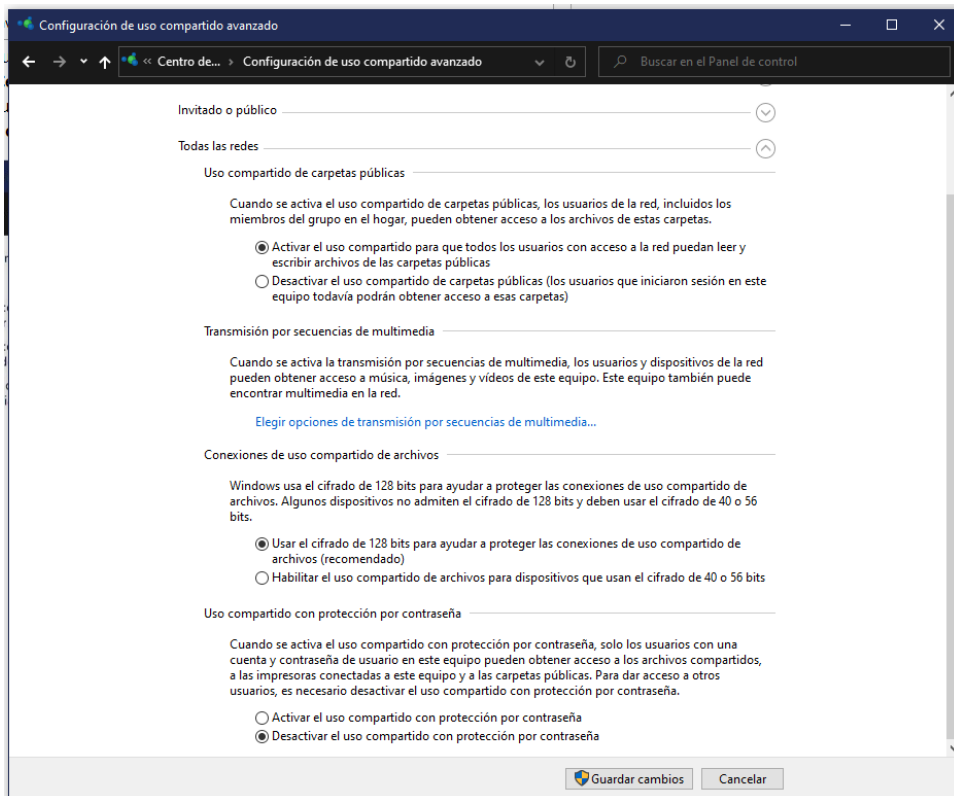 Configuración de uso compartido avanzado
« Centro de... › Configuración de uso compartido avanzado
Buscar en el Panel de control
Invitado o público
Todas las redes
Uso compartido de carpetas públicas
Cuando se activa el uso compartido de carpetas públicas, los usuarios de la red, incluidos los
miembros del grupo en el hogar, pueden obtener acceso a los archivos de estas carpetas.
Activar el uso compartido para que todos los usuarios con acceso a la red puedan leer y
escribir archivos de las carpetas públicas
Desactivar el uso compartido de carpetas públicas (los usuarios que iniciaron sesión en este
equipo todavía podrán obtener acceso a esas carpetas)
Transmisión por secuencias de multimedia
Cuando se activa la transmisión por secuencias de multimedia, los usuarios y dispositivos de la red
pueden obtener acceso a música, imágenes y vídeos de este equipo. Este equipo también puede
encontrar multimedia en la red.
Elegir opciones de transmisión por secuencias de multimedia...
Conexiones de uso compartido de archivos
Windows usa el cifrado de 128 bits para ayudar a proteger las conexiones de uso compartido de
archivos. Algunos dispositivos no admiten el cifrado de 128 bits y deben usar el cifrado de 40 o 56
bits.
Usar el cifrado de 128 bits para ayudar a proteger las conexiones de uso compartido de
archivos (recomendado)
Habilitar el uso compartido de archivos para dispositivos que usan el cifrado de 40 o 56 bits
Uso compartido con protección por contraseña
Cuando se activa el uso compartido con protección por contraseña, solo los usuarios con una
cuenta y contraseña de usuario en este equipo pueden obtener acceso a los archivos compartidos,
a las impresoras conectadas a este equipo y a las carpetas públicas. Para dar acceso a otros
usuarios, es necesario desactivar el uso compartido con protección por contraseña.
Activar el uso compartido con protección por contraseña
Desactivar el uso compartido con protección por contraseña
Guardar cambios
Cancelar